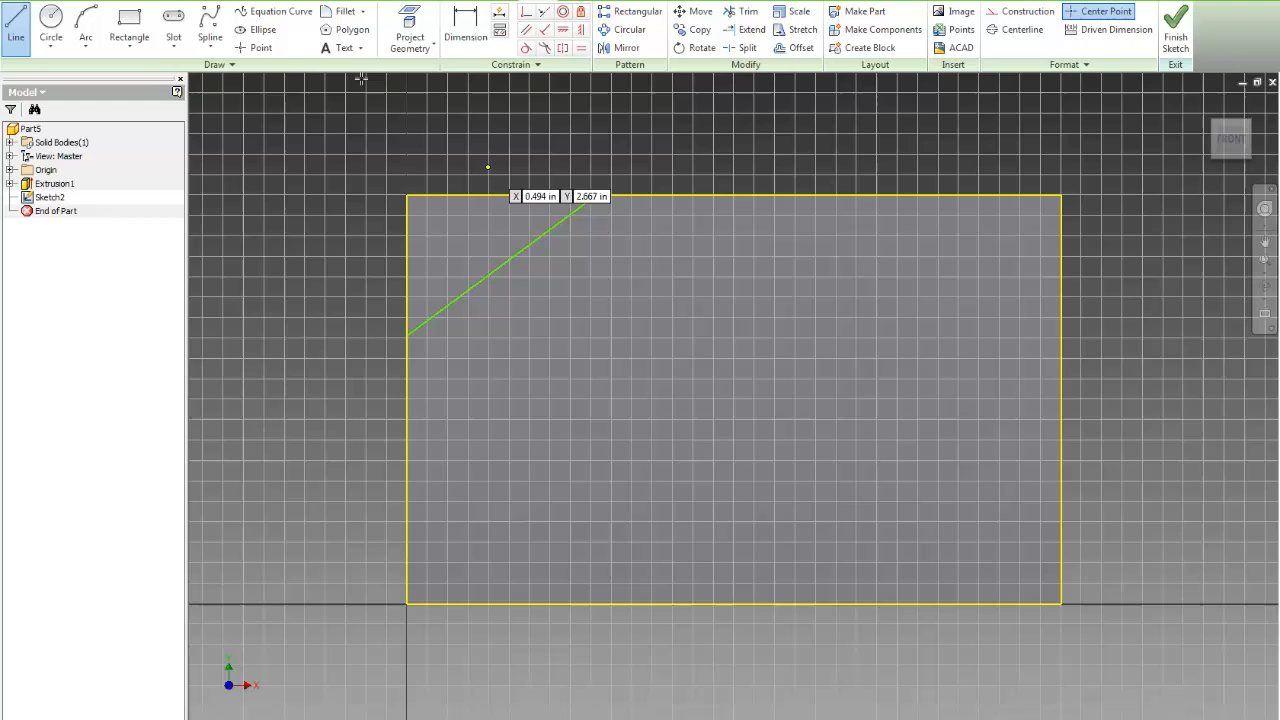 Line
Circle
Arc
Rectangle
Slot
Spline
Equation Curve
Ellipse
Point
Fillet
Polygon
Text
Project Geometry
Dimension
Rectangular
Circular
Mirror
Move
Copy
Rotate
Trim
Extend
Split
Scale
Stretch
Offset
Make Part
Make Components
Create Block
Image
Points
ACAD
Construction
Centerline
Center Point
Driven Dimension
Finish Sketch
Draw
Constrain
Pattern
Modify
Layout
Insert
Format
Exit
Model
Part5
Solid Bodies(1)
View: Master
Origin
Extrusion1
Sketch2
End of Part
X 0.494 in Y 2.667 in
FRONT
Y
X